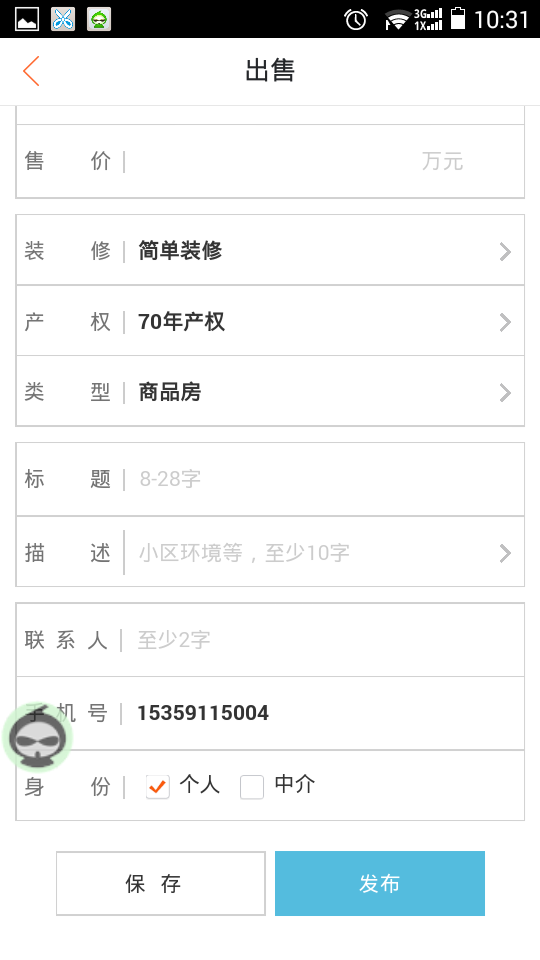 3G
1X
10:31
出售
售 价 万元
装 修 简单装修
产 权 70年产权
类 型 商品房
标 题 8-28字
描 述 小区环境等，至少10字
联系人 至少2字
手机号 15359115004
身 份 个人 中介
保 存 发布